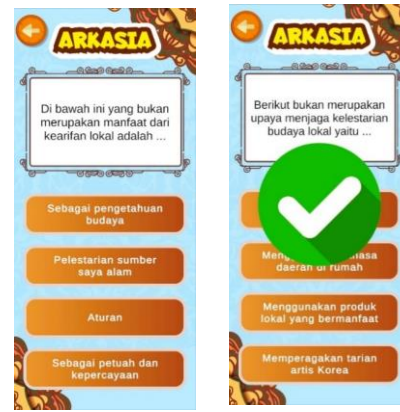 ARKASIA
Di bawah ini yang bukan
merupakan manfaat dari
kearifan lokal adalah ...
Sebagai pengetahuan
budaya
Pelestarian sumber
saya alam
Aturan
Sebagai petuah dan
kepercayaan
ARKASIA
Berikut bukan merupakan
upaya menjaga kelestarian
budaya lokal yaitu ...
daeran di rumah
Menggunakan produk
lokal yang bermanfaat
Memperagakan tarian
artis Korea